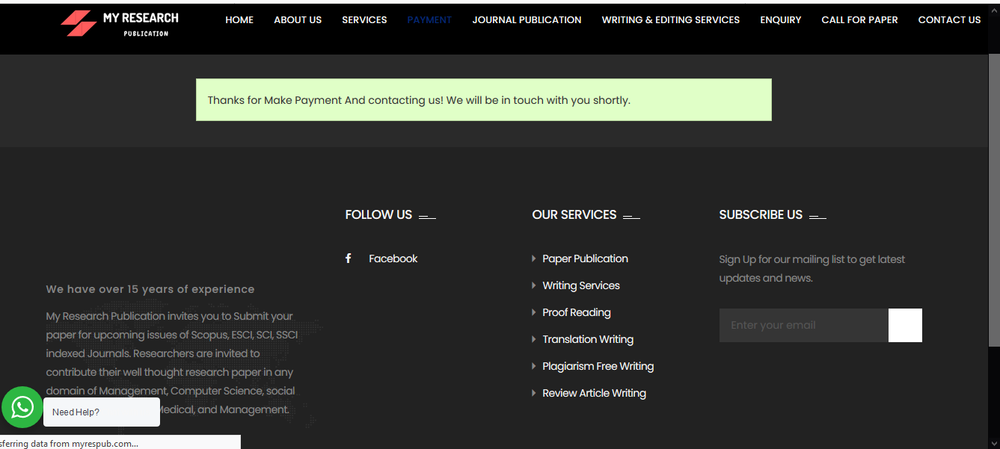 MY RESEARCH
PUBLICATION
HOME ABOUT US SERVICES PAYMENT JOURNAL PUBLICATION WRITING & EDITING SERVICES ENQUIRY CALL FOR PAPER CONTACT US
Thanks for Make Payment And contacting us! We will be in touch with you shortly.
We have over 15 years of experience
My Research Publication invites you to Submit your
paper for upcoming issues of Scopus, ESCI, SCI, SSCI
indexed Journals. Researchers are invited to
contribute their well thought research paper in any
domain of Management, Computer Science, social
Medical, and Management.
FOLLOW US
Facebook
OUR SERVICES
Paper Publication
Writing Services
Proof Reading
Translation Writing
Plagiarism Free Writing
Review Article Writing
SUBSCRIBE US
Sign Up for our mailing list to get latest
updates and news.
Enter your email
Need Help?
sferring data from myrespub.com...